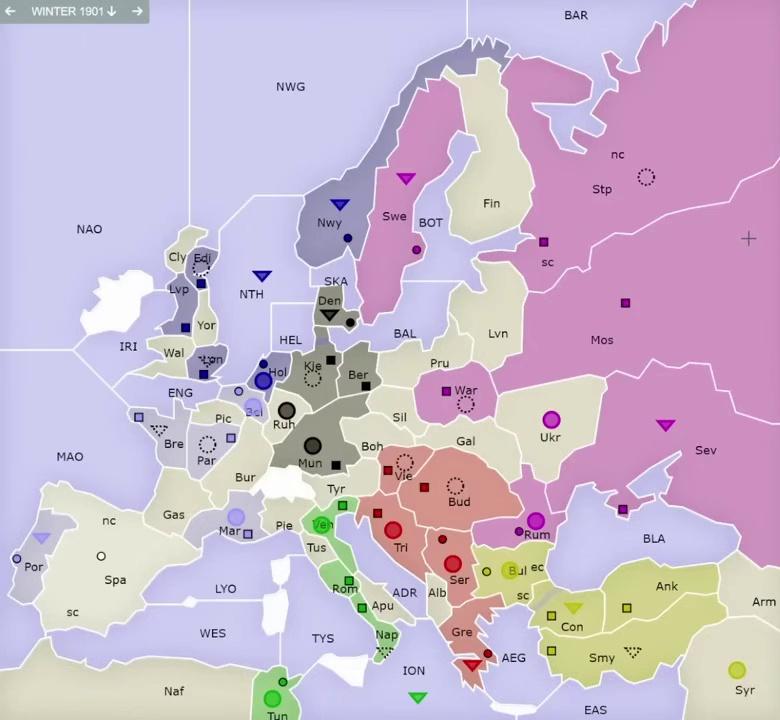 ← WINTER 1901 ↓ →
BAR
NWG
nc
Stp
Nwy
Swe
Fin
BOT
NAO
Cly
Edi
sc
NTH
SKA
Den
Lvp
Yor
Lvn
Mos
IRI
Wal
Lon
HEL
BAL
Hol
Kie
Ber
Pru
War
ENG
Bel
Pic
Ruh
Sil
Ukr
Bre
Par
Mun
Boh
Gal
Sev
MAO
Bur
Vie
Tyr
Bud
nc
Gas
Mar
Pie
Ven
Tri
Rum
BLA
Por
Spa
Tus
Ser
Bul
ec
sc
LYO
Rom
ADR
Alb
Ank
Arm
sc
Apu
Con
WES
TYS
Nap
Gre
AEG
Smy
ION
Syr
Naf
Tun
EAS